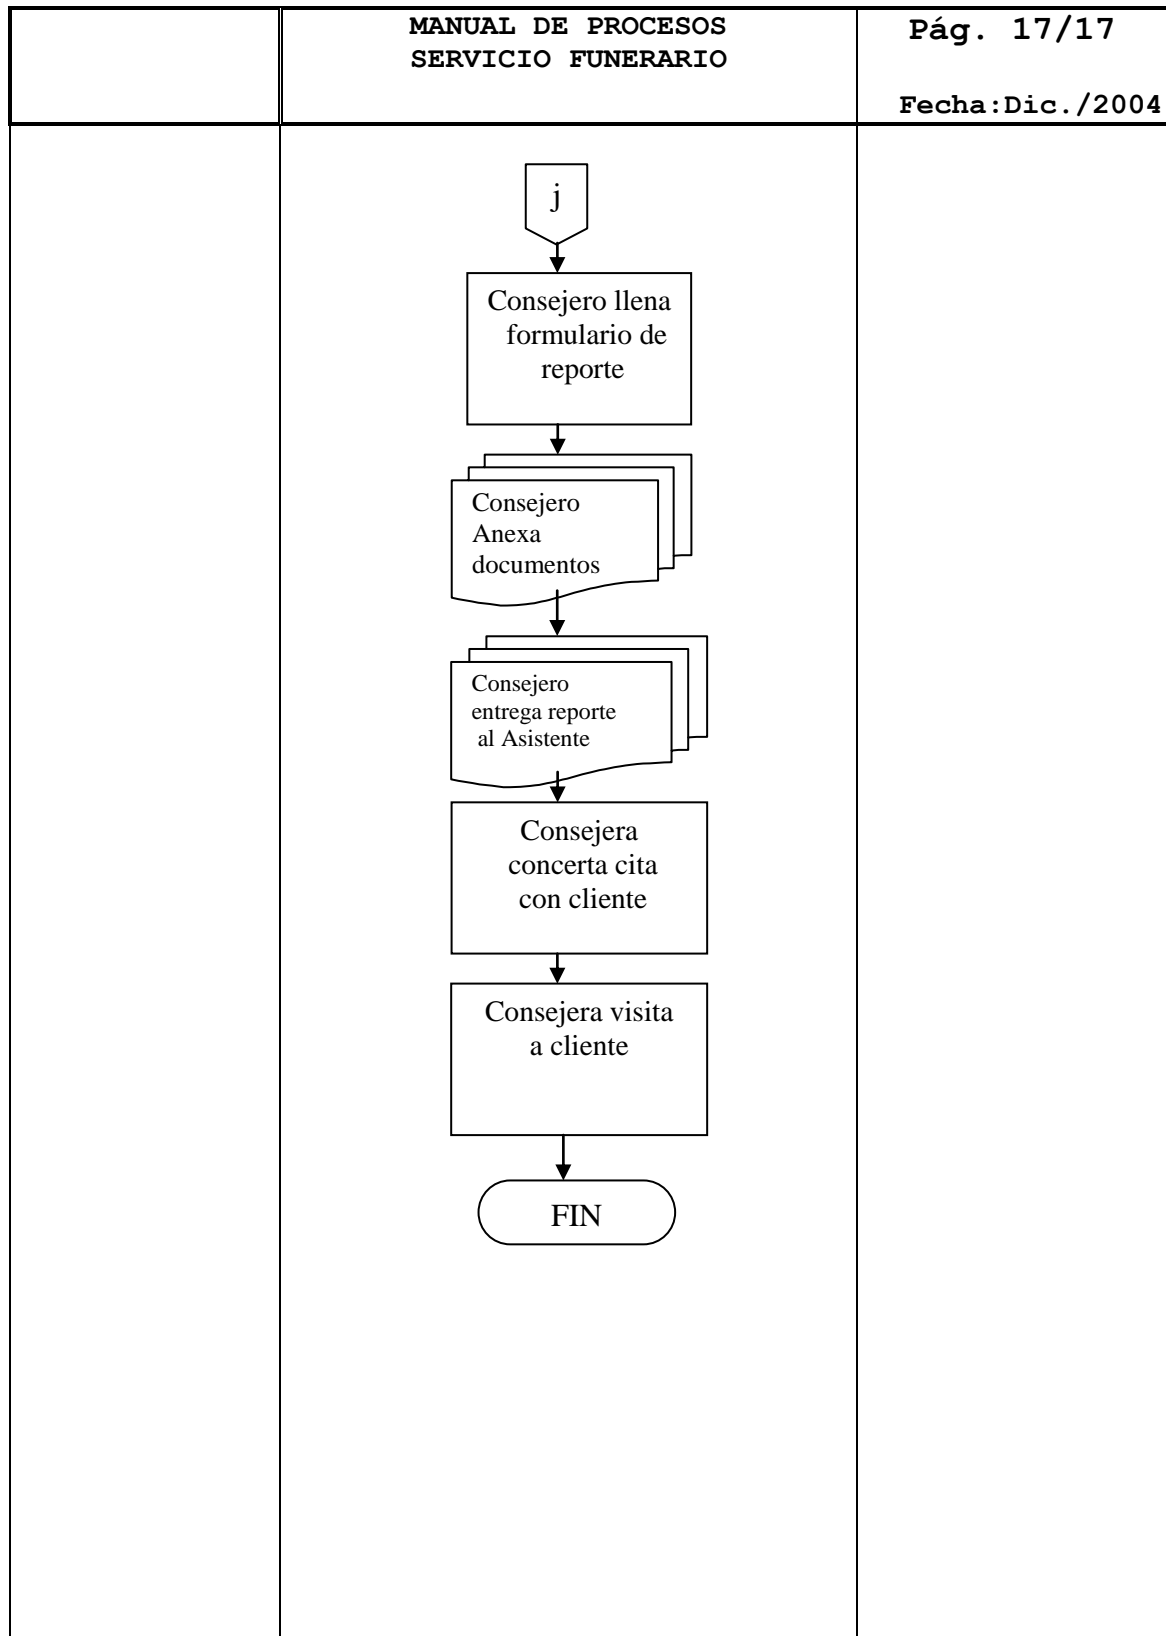 MANUAL DE PROCESOS
SERVICIO FUNERARIO
Pág. 17/17
Fecha:Dic./2004
j
Consejero llena
formulario de
reporte
Consejero
Anexa
documentos
Consejero
entrega reporte
al Asistente
Consejera
concerta cita
con cliente
Consejera visita
a cliente
FIN